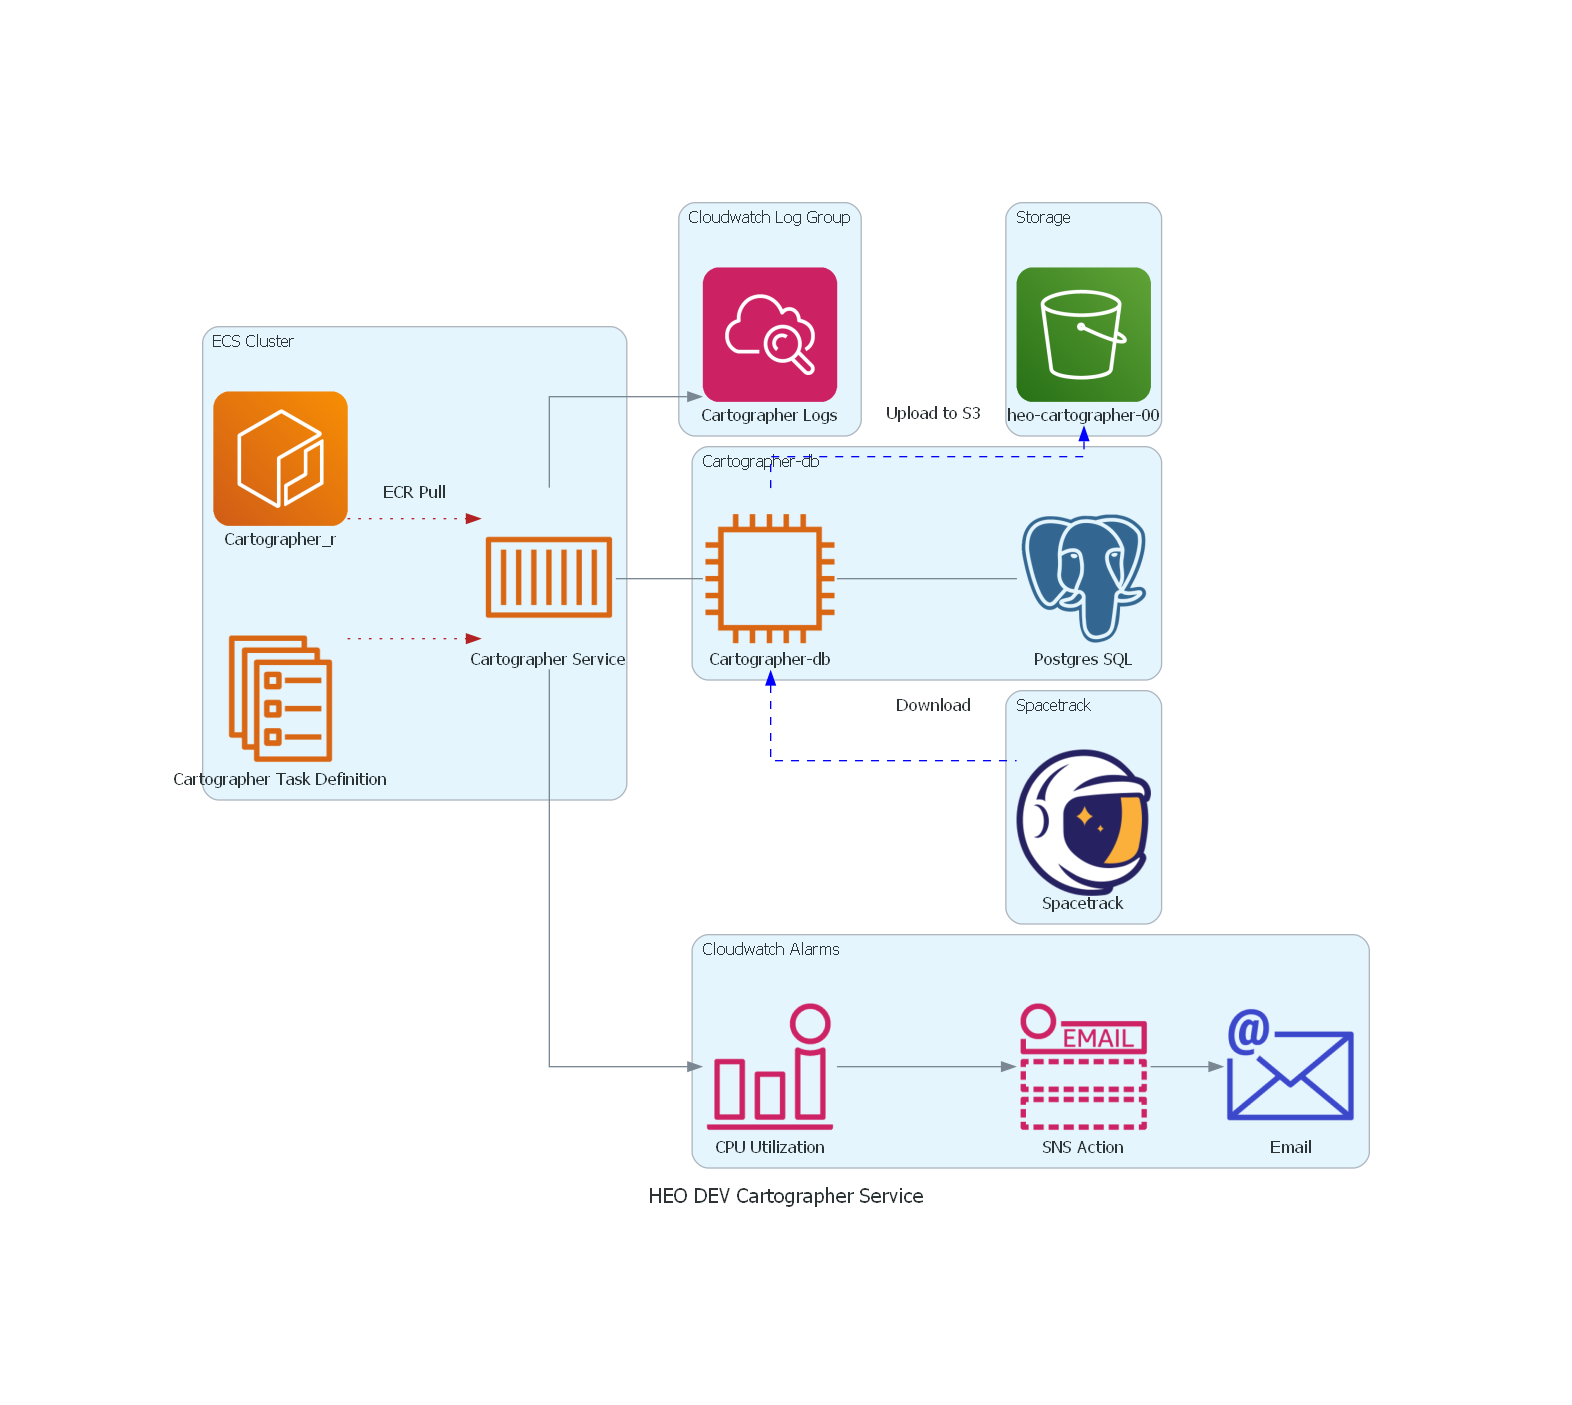 Cloudwatch Log Group
Storage
Cartographer Logs
Upload to S3
heo-cartographer-00
ECS Cluster
ECR Pull
Cartographer_r
Cartographer Service
Cartographer Task Definition
Cartographer-db
Cartographer-db
Postgres SQL
Download
Spacetrack
Spacetrack
Cloudwatch Alarms
EMAIL
@
CPU Utilization
SNS Action
Email
HEO DEV Cartographer Service